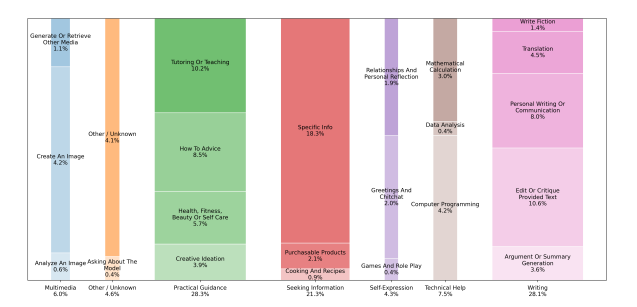 Generate Or Retrieve
Other Media
1.1%
Create An Image
4.2%
Analyze An Image
0.6%
Other / Unknown
4.1%
Asking About The
Model
0.4%
Tutoring Or Teaching
10.2%
How To Advice
8.5%
Health, Fitness,
Beauty Or Self Care
5.7%
Creative Ideation
3.9%
Specific Info
18.3%
Purchasable Products
2.1%
Cooking And Recipes
0.9%
Relationships And
Personal Reflection
1.9%
Greetings And
Chitchat
2.0%
Games And Role Play
0.4%
Mathematical
Calculation
3.0%
Data Analysis
0.4%
Computer Programming
4.2%
Write Fiction
1.4%
Translation
4.5%
Personal Writing Or
Communication
8.0%
Edit Or Critique
Provided Text
10.6%
Argument Or Summary
Generation
3.6%
Multimedia
6.0%
Other / Unknown
4.6%
Practical Guidance
28.3%
Seeking Information
21.3%
Self-Expression
4.3%
Technical Help
7.5%
Writing
28.1%